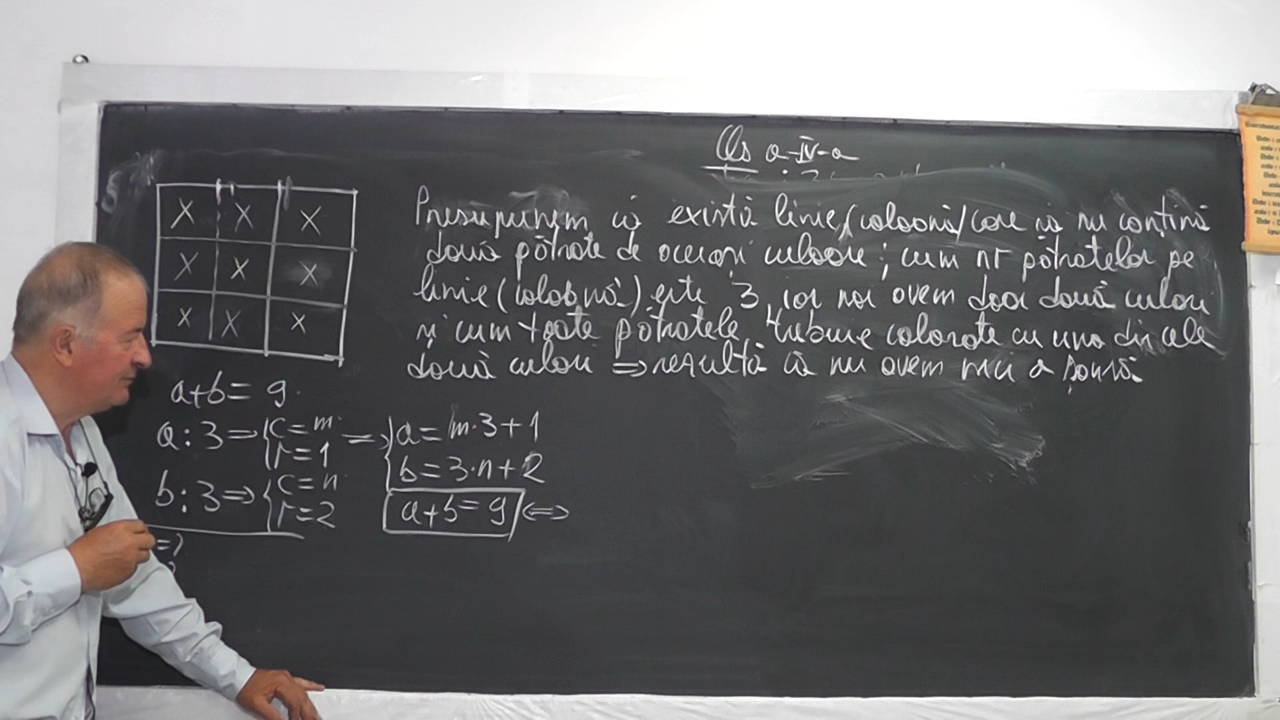 Cls a-IV-a
X X X
X X X
X X X
Presupunem că există linie/coloană/care să nu conțină
două pătrate de aceeași culoare; cum nr pătratelor pe
linie (coloană) este 3, iar noi avem doar două culori
și cum toate pătratele trebuie colorate cu una din cele
două culori => rezultă că nu avem nici o
a+b= 9
a:3=>{c=m r=1 =>{a=m·3+1
b:3=>{c=n r=2 b=3·n+2
a+b=9 <=>
=?